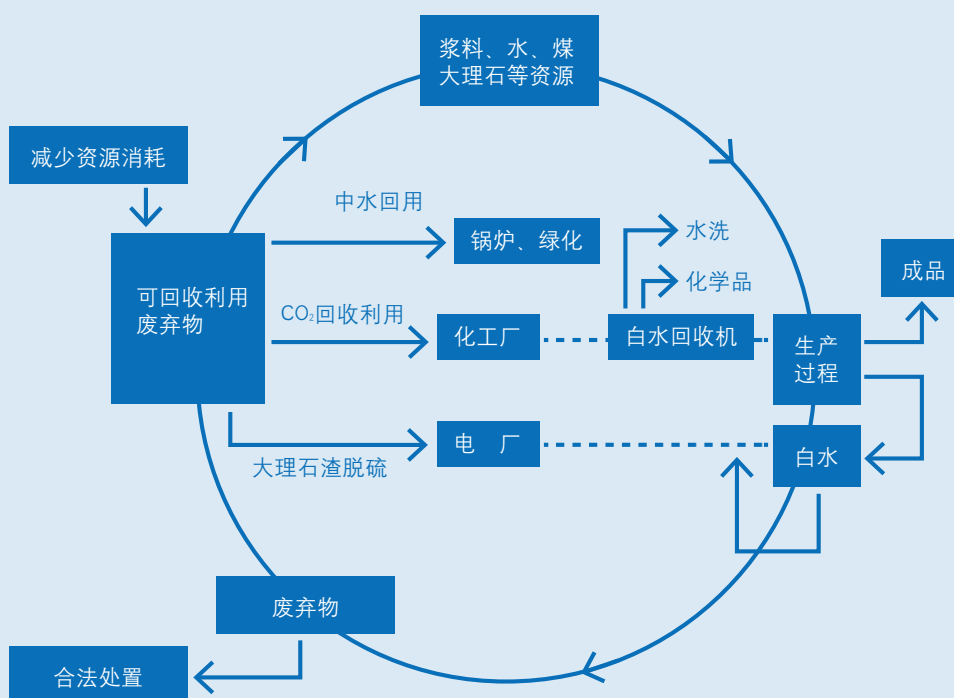 浆料、水、煤
大理石等资源
减少资源消耗
中水回用
锅炉、绿化
水洗
化学品
成品
可回收利用
废弃物
CO₂回收利用
化工厂
白水回收机
生产
过程
电 厂
大理石渣脱硫
白水
废弃物
合法处置